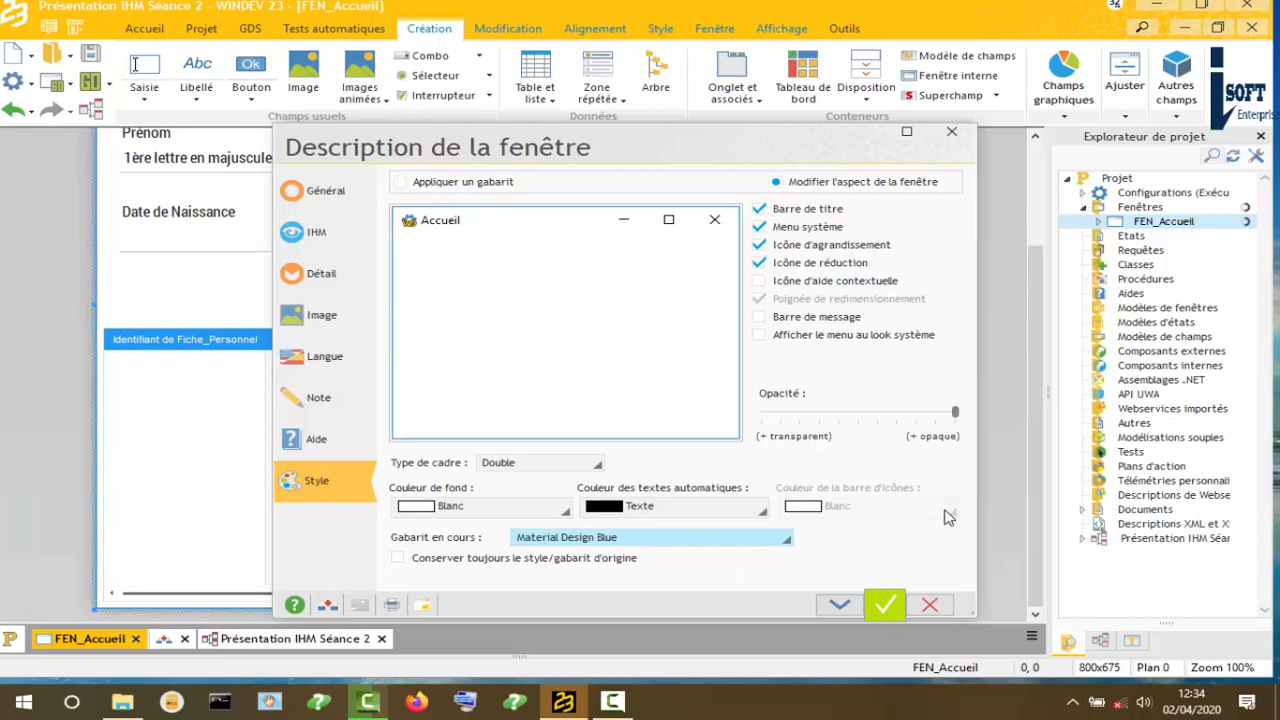 Présentation IHM Séance 2 - WINDEV 23 - [FEN_Accueil]
32
Accueil Projet GDS Tests automatiques Création Modification Alignement Style Fenêtre Affichage Outils
Saisie
Abc Libellé
Ok Bouton
Image
Images animées
Combo
Sélecteur
Interrupteur
Table et liste
Zone répétée
Arbre
Onglet et associés
Tableau de bord
Disposition
Modèle de champs
Fenêtre interne
Superchamp
Champs graphiques
Ajuster
Autres champs
GO
Champs usuels
Données
Conteneurs
SOFT
Enterprise
Prénom
1ère lettre en majuscule
Date de Naissance
Identifiant de Fiche_Personnel
Description de la fenêtre
Général
IHM
Détail
Image
Langue
Note
Aide
Style
Appliquer un gabarit
Modifier l'aspect de la fenêtre
Accueil
Barre de titre
Menu système
Icône d'agrandissement
Icône de réduction
Icône d'aide contextuelle
Poignée de redimensionnement
Barre de message
Afficher le menu au look système
Opacité :
(+ transparent) (+ opaque)
Type de cadre : Double
Couleur de fond : Couleur des textes automatiques : Couleur de la barre d'icônes :
Blanc Texte Blanc
Gabarit en cours : Material Design Blue
Conserver toujours le style/gabarit d'origine
Explorateur de projet
Projet
Configurations (Exécu
Fenêtres
FEN_Accueil
Etats
Requêtes
Classes
Procédures
Aides
Modèles de fenêtres
Modèles d'états
Modèles de champs
Composants externes
Composants internes
Assemblages .NET
API UWA
Webservices importés
Autres
Modélisations souples
Tests
Plans d'action
Télémétries personnali
Descriptions de Webse
Documents
Descriptions XML et X
Présentation IHM Séar
FEN_Accueil
Présentation IHM Séance 2
FEN_Accueil 0, 0 800x675 Plan 0 Zoom 100%
12:34
02/04/2020